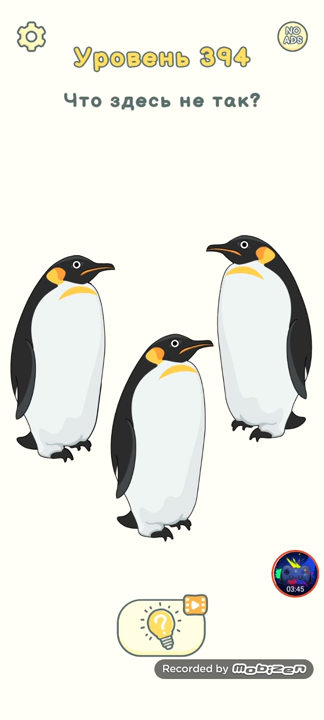 NO
ADS
Уровень 394
Что здесь не так?
?
03:45
Recorded by mobizen